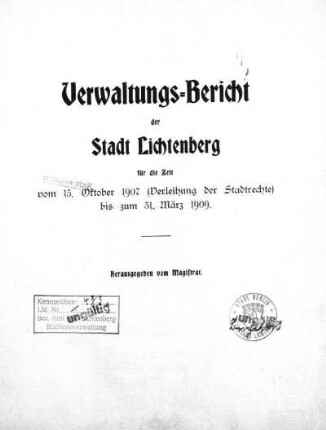 Verwaltungs=Bericht
der
Stadt Lichtenberg
für die Zeit
vom 15. Oktober 1907 (Verleihung der Stadtrechte)
bis zum 31. März 1909.
Herausgegeben vom Magistrat.
Kennzeichen:
Lfd. Nr.
ungültig
Bez.-Amt Lichtenberg
Büchereiverwaltung
STADT BERLIN